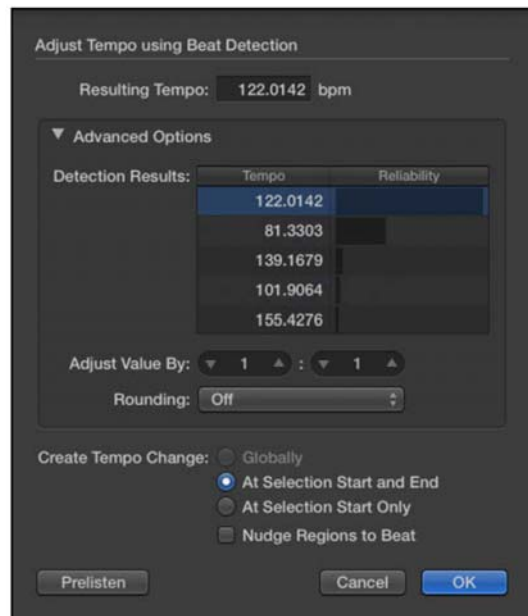 Adjust Tempo using Beat Detection
Resulting Tempo: 122.0142 bpm
Advanced Options
Detection Results: Tempo Reliability
122.0142
81.3303
139.1679
101.9064
155.4276
Adjust Value By: 1 : 1
Rounding: Off
Create Tempo Change: Globally
At Selection Start and End
At Selection Start Only
Nudge Regions to Beat
Prelisten Cancel OK